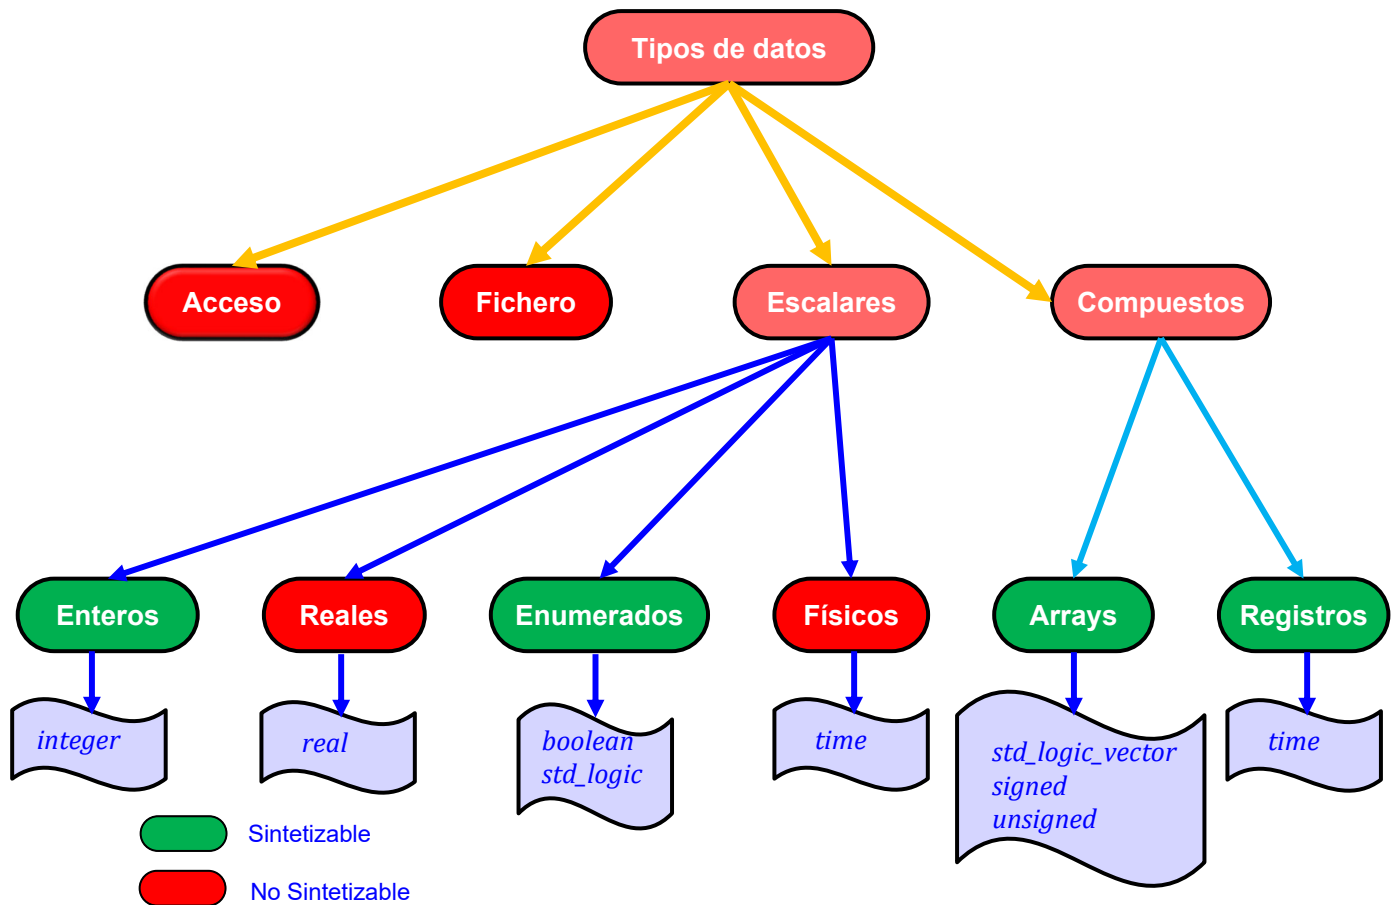 Tipos de datos
Acceso
Fichero
Escalares
Compuestos
Enteros
Reales
Enumerados
Físicos
Arrays
Registros
integer
real
boolean
std_logic
time
std_logic_vector
signed
unsigned
time
Sintetizable
No Sintetizable